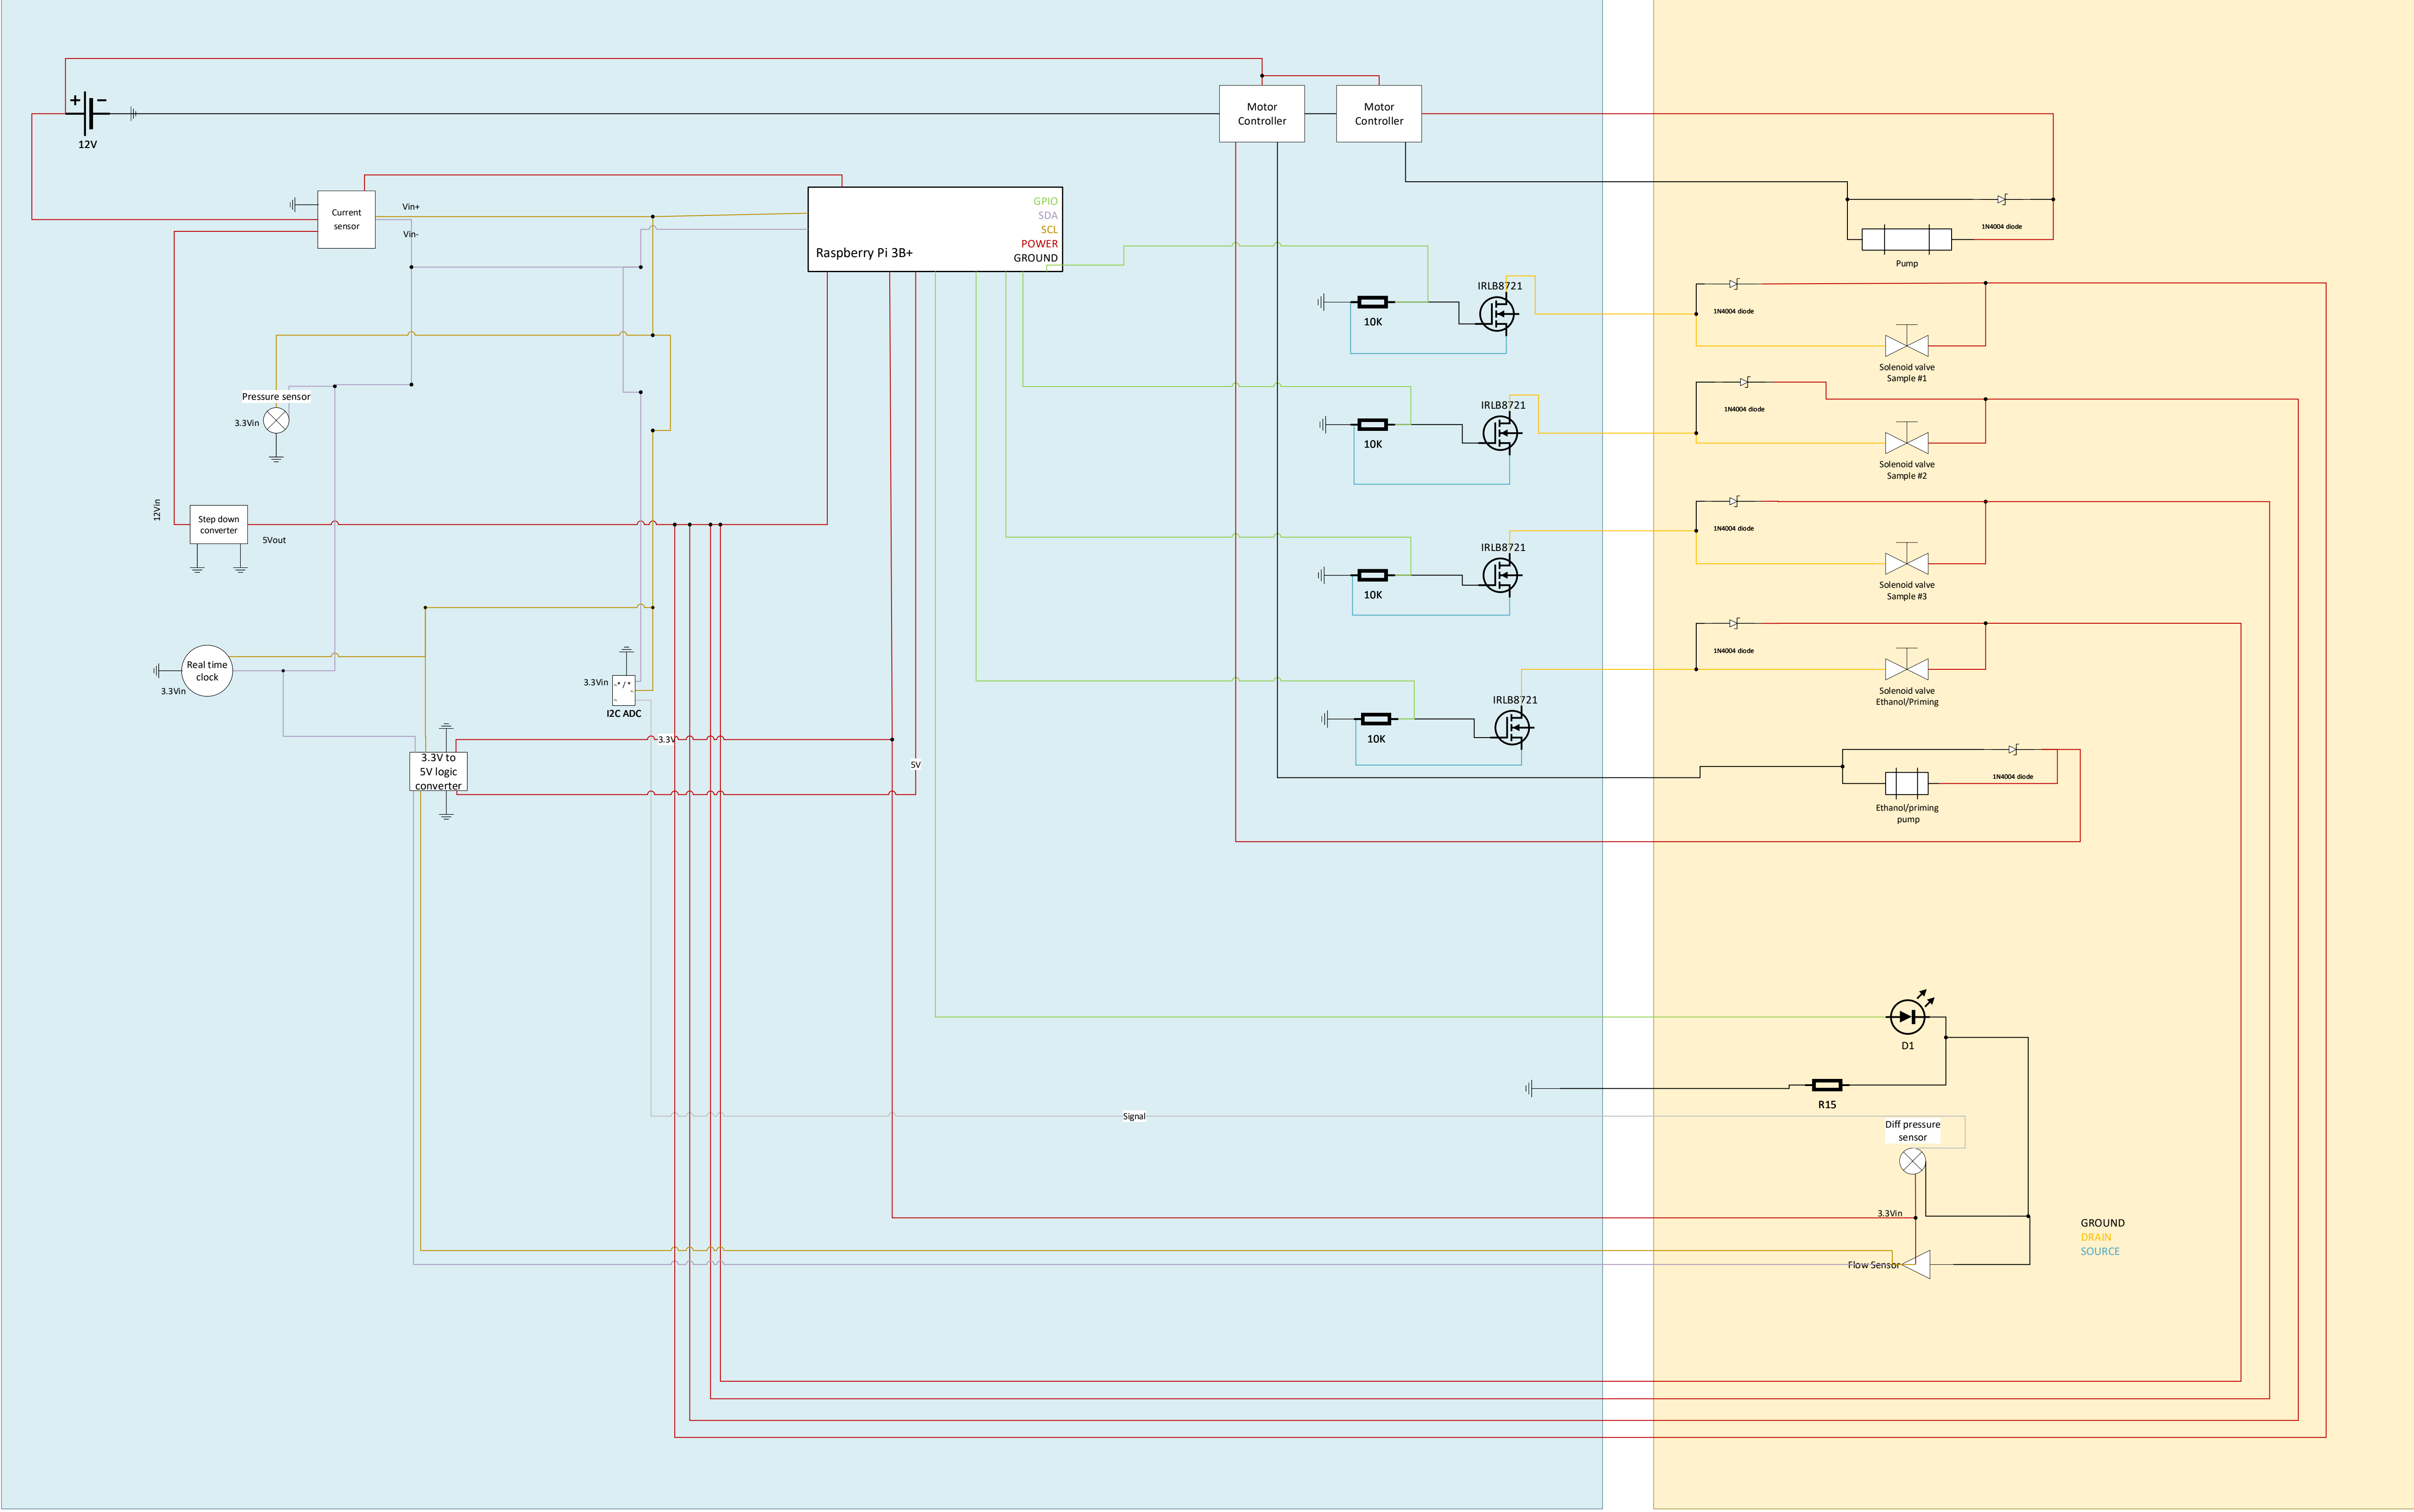 + −
12V
Motor
Controller
Motor
Controller
Current
sensor
Vin+
Vin-
GPIO
SDA
SCL
POWER
GROUND
Raspberry Pi 3B+
1N4004 diode
Pump
IRLB8721
10K
1N4004 diode
Solenoid valve
Sample #1
Pressure sensor
3.3Vin
IRLB8721
10K
1N4004 diode
Solenoid valve
Sample #2
12Vin
Step down
converter
5Vout
IRLB8721
10K
1N4004 diode
Solenoid valve
Sample #3
Real time
clock
3.3Vin
3.3Vin
~* / *
~
~
I2C ADC
IRLB8721
10K
1N4004 diode
Solenoid valve
Ethanol/Priming
3.3V
3.3V to
5V logic
converter
5V
1N4004 diode
Ethanol/priming
pump
D1
R15
Signal
Diff pressure
sensor
3.3Vin
Flow Sensor
GROUND
DRAIN
SOURCE